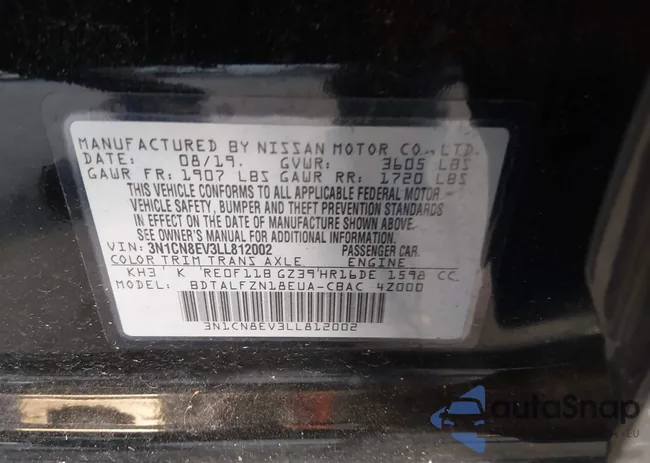 MANUFACTURED BY NISSAN MOTOR CO., LTD.
DATE: 08/19. GVWR: 3605 LBS
GAWR FR: 1907 LBS GAWR RR: 1720 LBS
THIS VEHICLE CONFORMS TO ALL APPLICABLE FEDERAL MOTOR
VEHICLE SAFETY, BUMPER AND THEFT PREVENTION STANDARDS
IN EFFECT ON THE DATE OF MANUFACTURE SHOWN ABOVE.
SEE OWNER'S MANUAL FOR ADDITIONAL INFORMATION.
VIN: 3N1CN8EV3LL812002 PASSENGER CAR.
COLOR TRIM TRANS AXLE ENGINE
KH3 K RE0F11B GZ39 HR16DE 1598 CC
MODEL: BDTALFZN18EUA-CBAC 4Z000
3N1CN8EV3LL812002
autoSnap